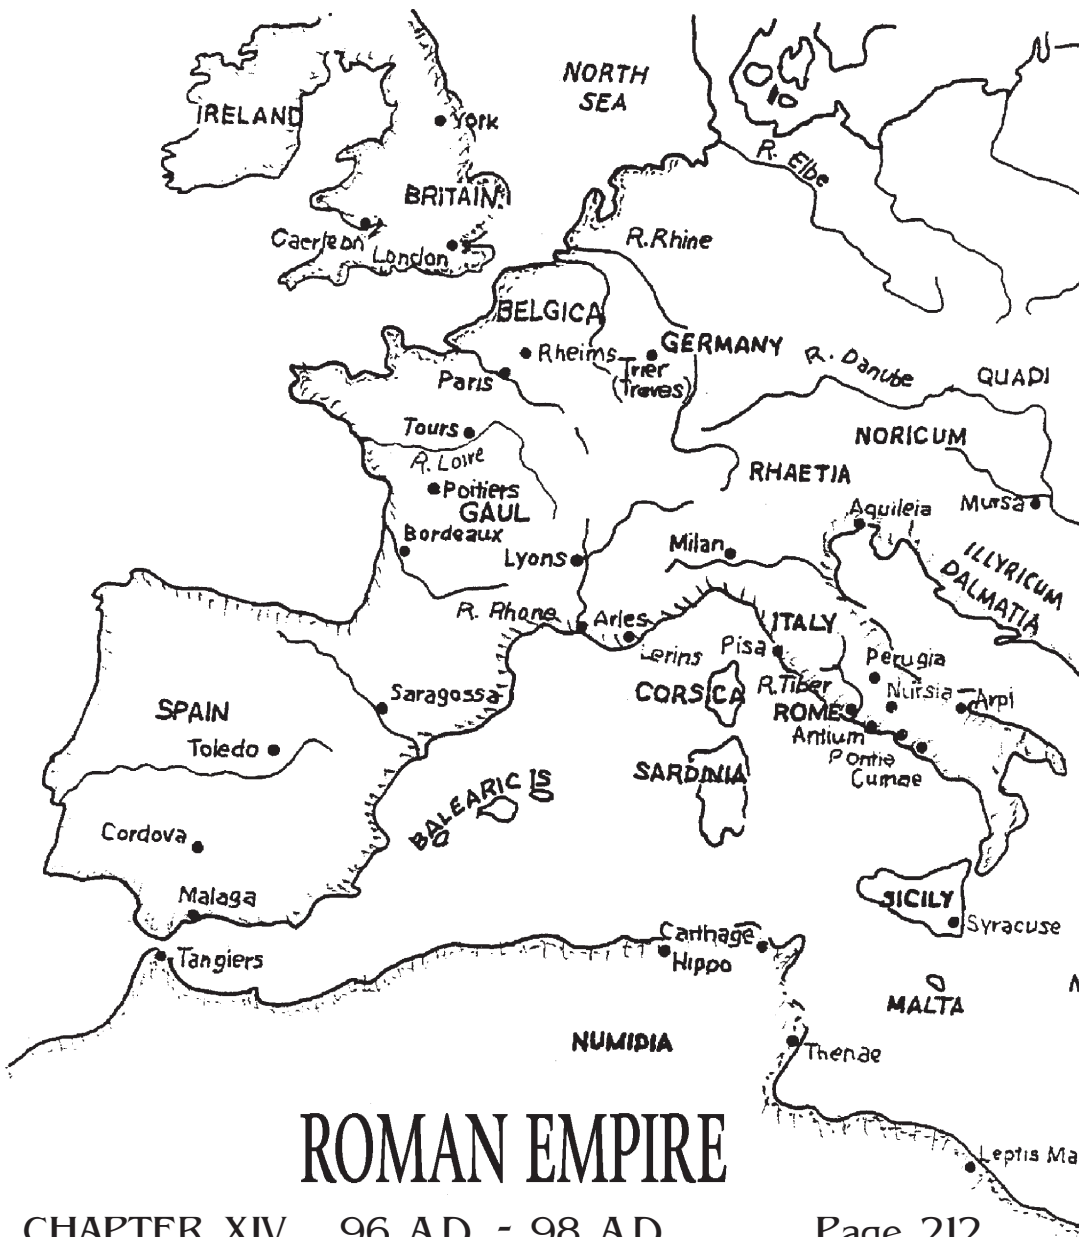 NORTH
SEA
IRELAND
York
R. Elbe
BRITAIN
Caerleon
London
R. Rhine
BELGICA
GERMANY
Rheims
Trier
(Treves)
R. Danube
QUADI
Paris
Tours
R. Loire
NORICUM
RHAETIA
Poitiers
GAUL
Mursa
Aquileia
Bordeaux
Lyons
Milan
ILLYRICUM
DALMATIA
R. Rhone
Arles
ITALY
Lerins
Pisa
Perugia
CORSICA
R. Tiber
Nursia
Arpi
Saragossa
SPAIN
ROME
Antium
Toledo
Pontia
Cumae
SARDINIA
BALEARIC IS
Cordova
Malaga
SICILY
Syracuse
Carthage
Hippo
Tangiers
MALTA
NUMIDIA
Thenae
ROMAN EMPIRE
Leptis Ma
CHAPTER XIV 96 A.D. - 98 A.D. Page 212